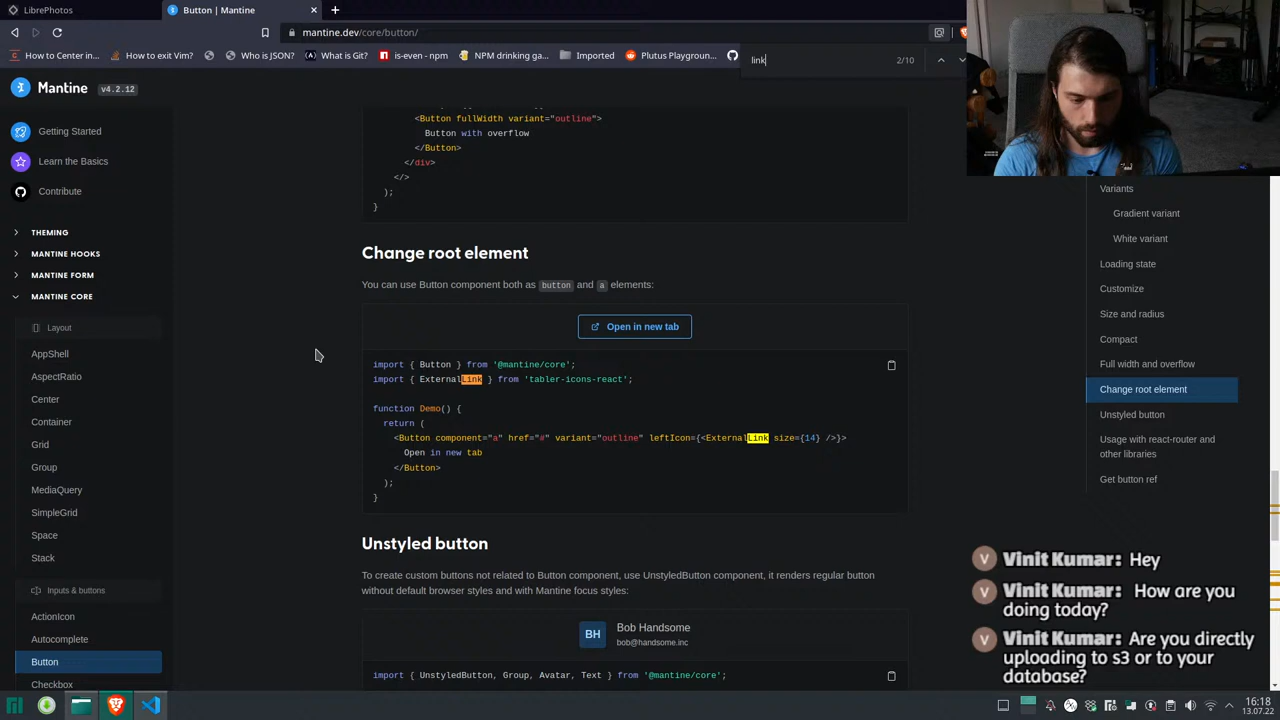 LibrePhotos
Button | Mantine
mantine.dev/core/button/
How to Center in...
How to exit Vim?
Who is JSON?
What is Git?
is-even - npm
NPM drinking ga...
Imported
Plutus Playgroun...
link
2/10
Mantine
v4.2.12
Getting Started
Learn the Basics
Contribute
THEMING
MANTINE HOOKS
MANTINE FORM
MANTINE CORE
Layout
AppShell
AspectRatio
Center
Container
Grid
Group
MediaQuery
SimpleGrid
Space
Stack
Inputs & buttons
ActionIcon
Autocomplete
Button
Checkbox
<Button fullWidth variant="outline">
Button with overflow
</Button>
</div>
</>
);
}
Change root element
You can use Button component both as button and a elements:
Open in new tab
import { Button } from '@mantine/core';
import { ExternalLink } from 'tabler-icons-react';
function Demo() {
return (
<Button component="a" href="#" variant="outline" leftIcon={<ExternalLink size={14} />}>
Open in new tab
</Button>
);
}
Unstyled button
To create custom buttons not related to Button component, use UnstyledButton component, it renders regular button
without default browser styles and with Mantine focus styles:
BH
Bob Handsome
bob@handsome.inc
import { UnstyledButton, Group, Avatar, Text } from '@mantine/core';
Variants
Gradient variant
White variant
Loading state
Customize
Size and radius
Compact
Full width and overflow
Change root element
Unstyled button
Usage with react-router and
other libraries
Get button ref
V Vinit Kumar: Hey
V Vinit Kumar: How are you
doing today?
V Vinit Kumar: Are you directly
uploading to s3 or to your
database?
16:18
13.07.22